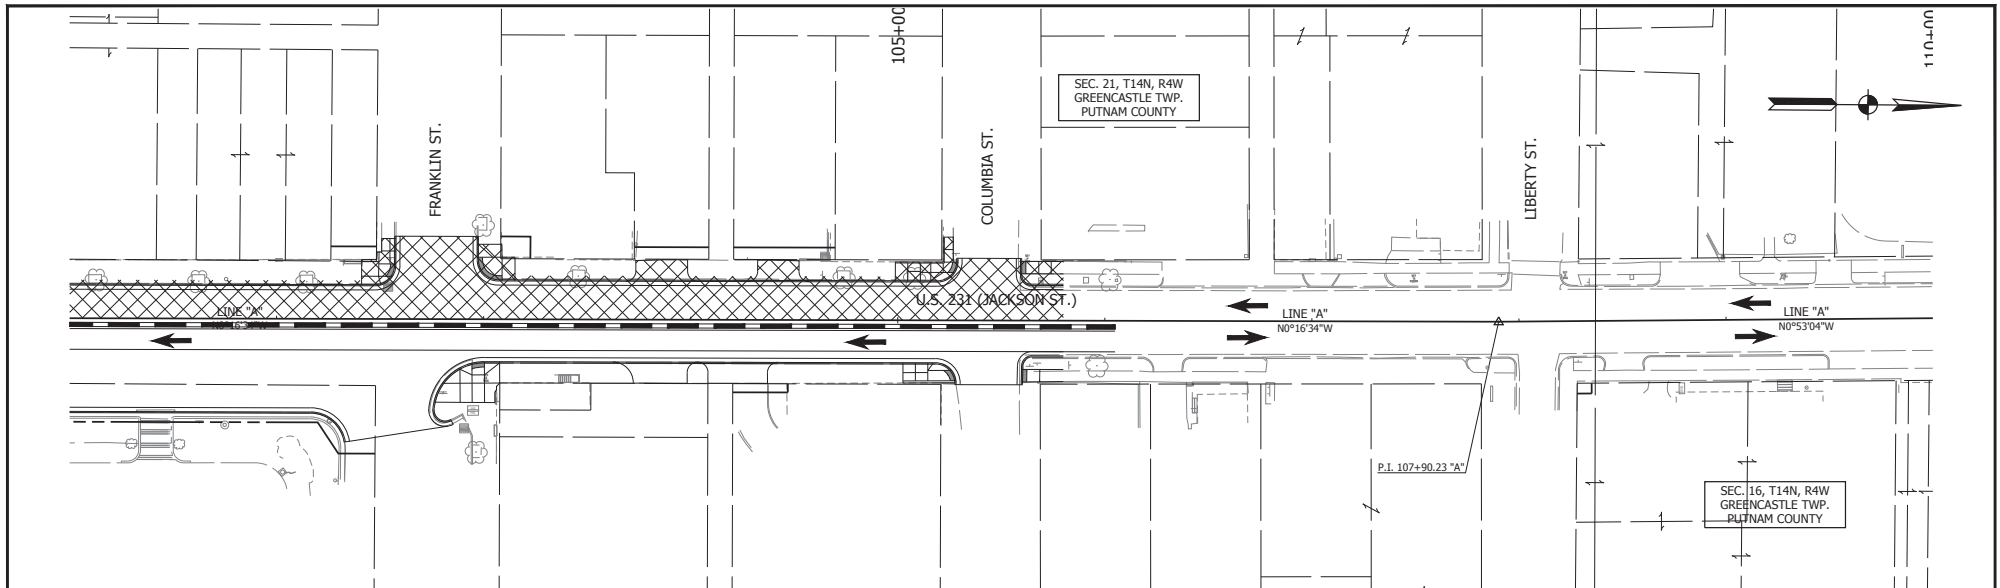 105+00
110+00
SEC. 21, T14N, R4W
GREENCASTLE TWP.
PUTNAM COUNTY
FRANKLIN ST.
COLUMBIA ST.
LIBERTY ST.
U.S. 231 (JACKSON ST.)
LINE "A"
LINE "A"
N0°16'34"W
LINE "A"
N0°53'04"W
P.I. 107+90.23 "A"
SEC. 16, T14N, R4W
GREENCASTLE TWP.
PUTNAM COUNTY